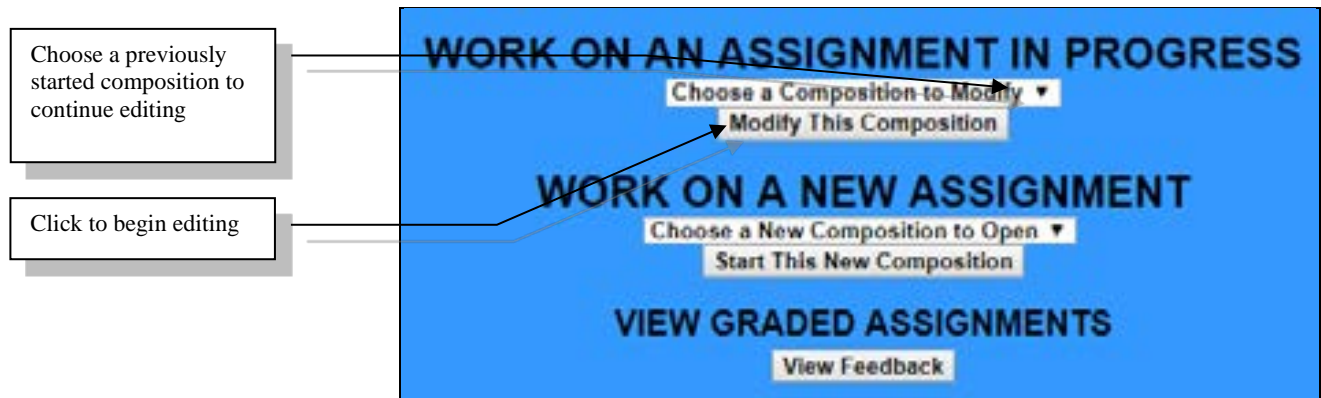 Choose a previously
started composition to
continue editing
Click to begin editing
WORK ON AN ASSIGNMENT IN PROGRESS
Choose a Composition to Modify ▼
Modify This Composition
WORK ON A NEW ASSIGNMENT
Choose a New Composition to Open ▼
Start This New Composition
VIEW GRADED ASSIGNMENTS
View Feedback